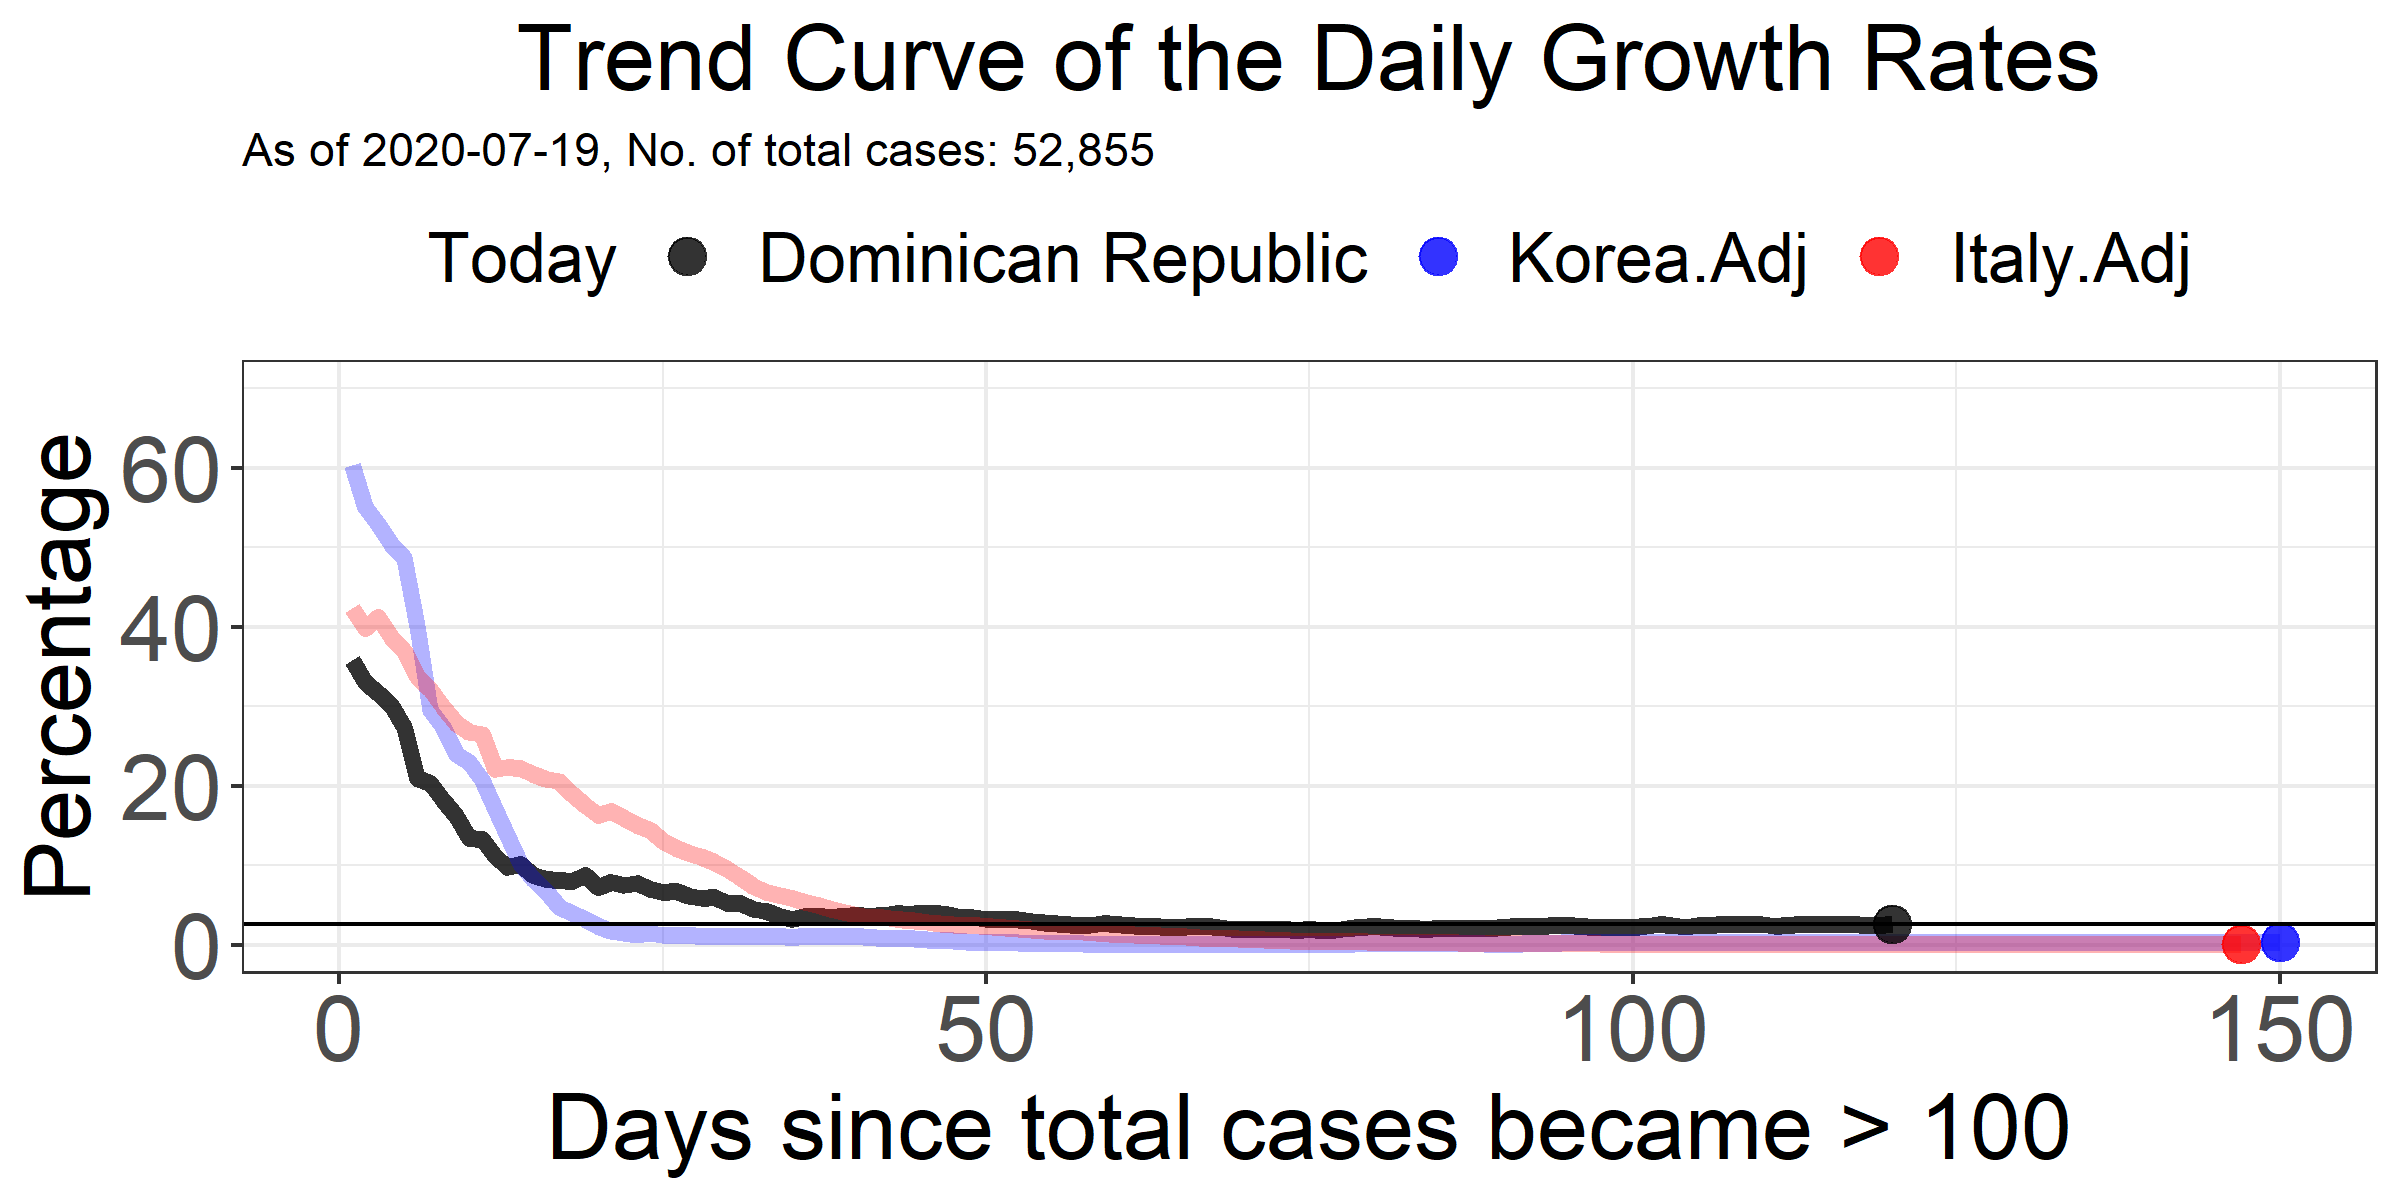 Trend Curve of the Daily Growth Rates
As of 2020-07-19, No. of total cases: 52,855
Today Dominican Republic Korea.Adj Italy.Adj
Percentage
60
40
20
0
0 50 100 150
Days since total cases became > 100